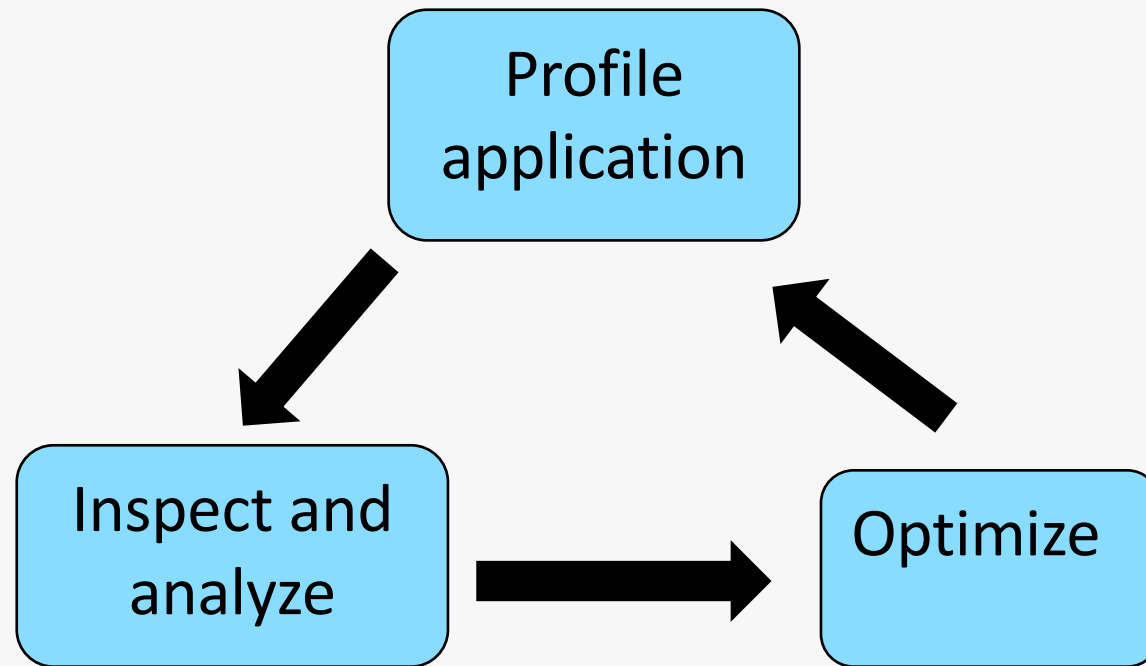 Profile
application
Inspect and
analyze
Optimize